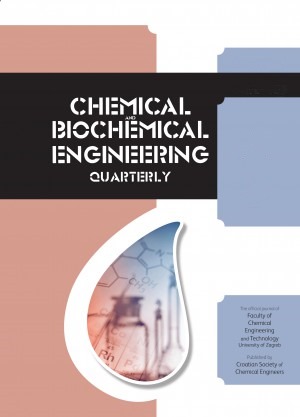 CHEMICAL
AND
BIOCHEMICAL
ENGINEERING
QUARTERLY
Rn
The official journal of
Faculty of
Chemical
Engineering
and Technology
University of Zagreb
Published by
Croatian Society of
Chemical Engineers